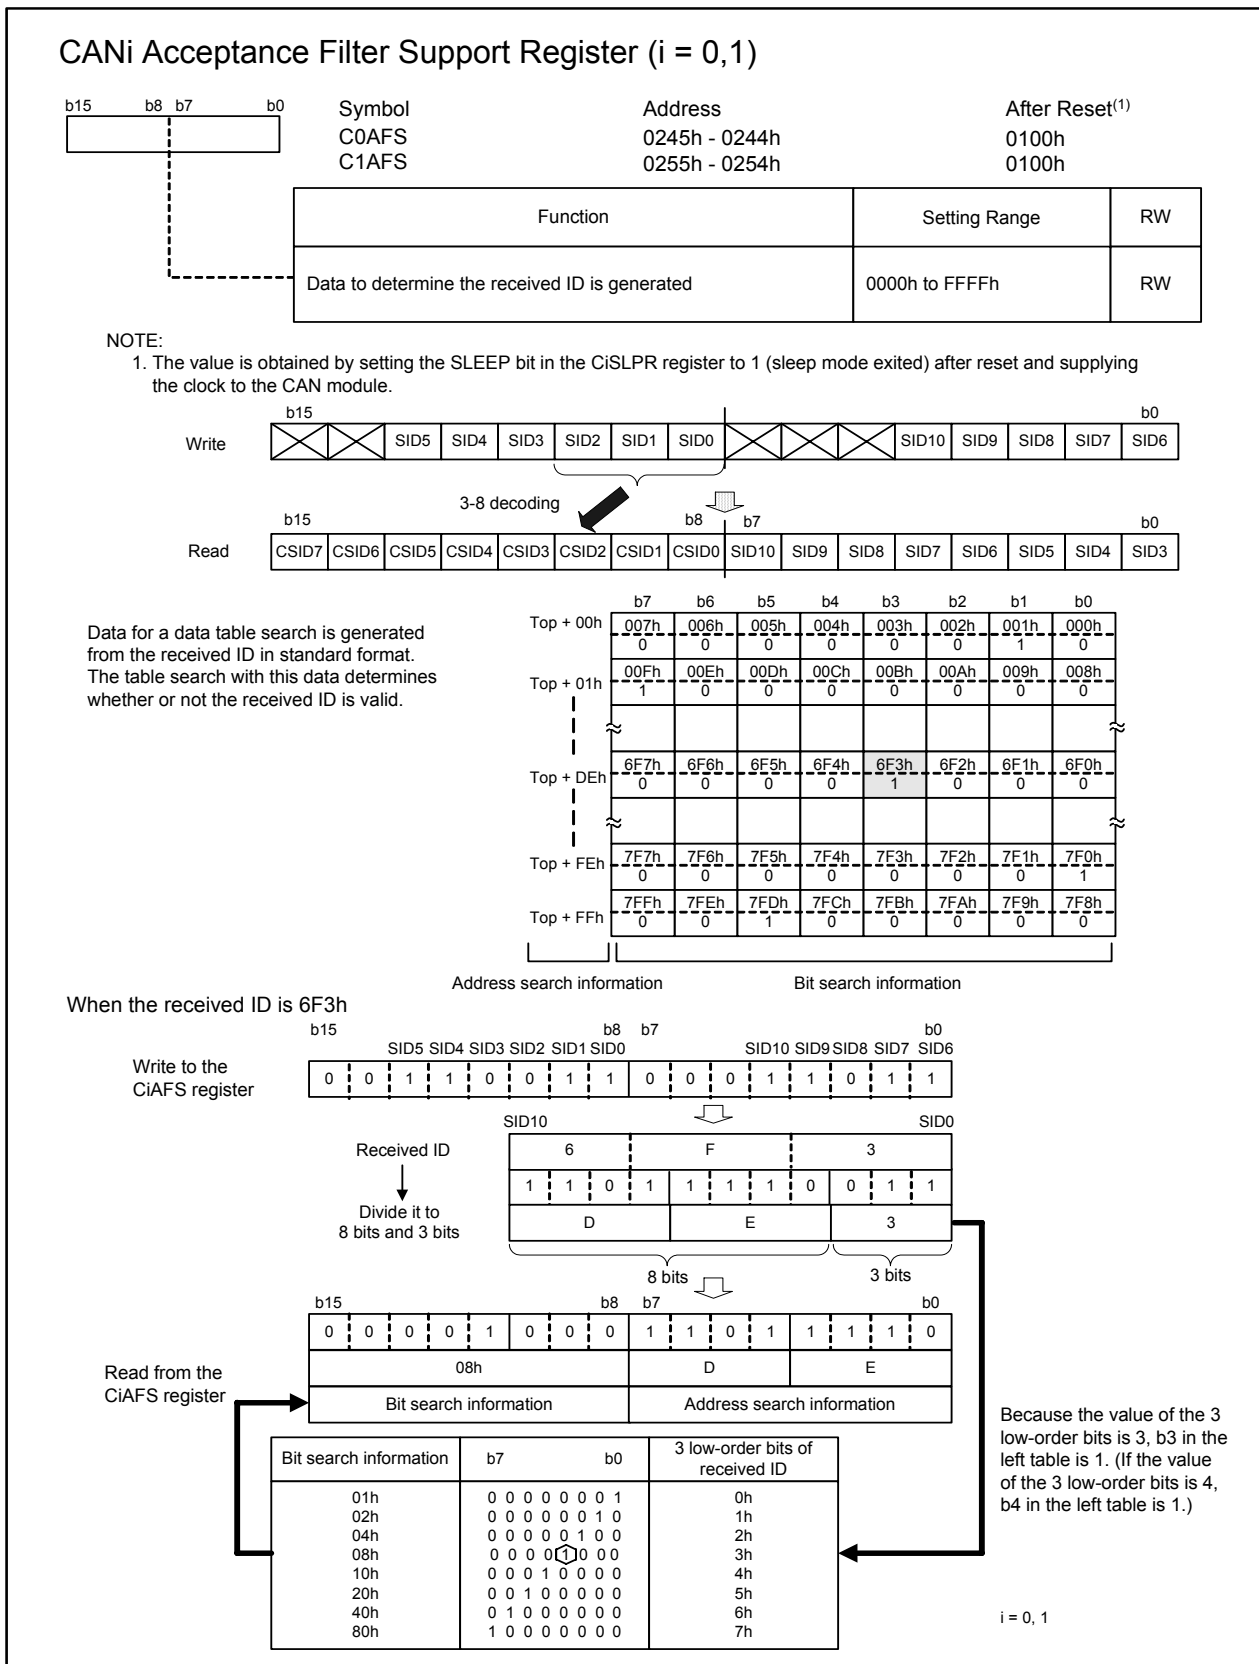 CANi Acceptance Filter Support Register (i = 0,1)
b15 b8 b7 b0
Symbol Address After Reset(1)
C0AFS 0245h - 0244h 0100h
C1AFS 0255h - 0254h 0100h
Function Setting Range RW
Data to determine the received ID is generated 0000h to FFFFh RW
NOTE:
1. The value is obtained by setting the SLEEP bit in the CiSLPR register to 1 (sleep mode exited) after reset and supplying
the clock to the CAN module.
b15 b0
Write SID5 SID4 SID3 SID2 SID1 SID0 SID10 SID9 SID8 SID7 SID6
3-8 decoding
b15 b8 b7 b0
Read CSID7 CSID6 CSID5 CSID4 CSID3 CSID2 CSID1 CSID0 SID10 SID9 SID8 SID7 SID6 SID5 SID4 SID3
Data for a data table search is generated
from the received ID in standard format.
The table search with this data determines
whether or not the received ID is valid.
b7 b6 b5 b4 b3 b2 b1 b0
Top + 00h 007h 006h 005h 004h 003h 002h 001h 000h
0 0 0 0 0 0 1 0
Top + 01h 00Fh 00Eh 00Dh 00Ch 00Bh 00Ah 009h 008h
1 0 0 0 0 0 0 0
Top + DEh 6F7h 6F6h 6F5h 6F4h 6F3h 6F2h 6F1h 6F0h
0 0 0 0 1 0 0 0
Top + FEh 7F7h 7F6h 7F5h 7F4h 7F3h 7F2h 7F1h 7F0h
0 0 0 0 0 0 0 1
Top + FFh 7FFh 7FEh 7FDh 7FCh 7FBh 7FAh 7F9h 7F8h
0 0 1 0 0 0 0 0
Address search information Bit search information
When the received ID is 6F3h
b15 b8 b7 b0
SID5 SID4 SID3 SID2 SID1 SID0 SID10 SID9 SID8 SID7 SID6
Write to the
CiAFS register
0 0 1 1 0 0 1 1 0 0 0 1 1 0 1 1
SID10 SID0
Received ID 6 F 3
1 1 0 1 1 1 1 0 0 1 1
Divide it to
8 bits and 3 bits
D E 3
8 bits 3 bits
b15 b8 b7 b0
0 0 0 0 1 0 0 0 1 1 0 1 1 1 1 0
Read from the
CiAFS register
08h D E
Bit search information Address search information
Because the value of the 3
low-order bits is 3, b3 in the
left table is 1. (If the value
of the 3 low-order bits is 4,
b4 in the left table is 1.)
Bit search information b7 b0 3 low-order bits of
received ID
01h 0 0 0 0 0 0 0 1 0h
02h 0 0 0 0 0 0 1 0 1h
04h 0 0 0 0 0 1 0 0 2h
08h 0 0 0 0 1 0 0 0 3h
10h 0 0 0 1 0 0 0 0 4h
20h 0 0 1 0 0 0 0 0 5h
40h 0 1 0 0 0 0 0 0 6h
80h 1 0 0 0 0 0 0 0 7h
i = 0, 1